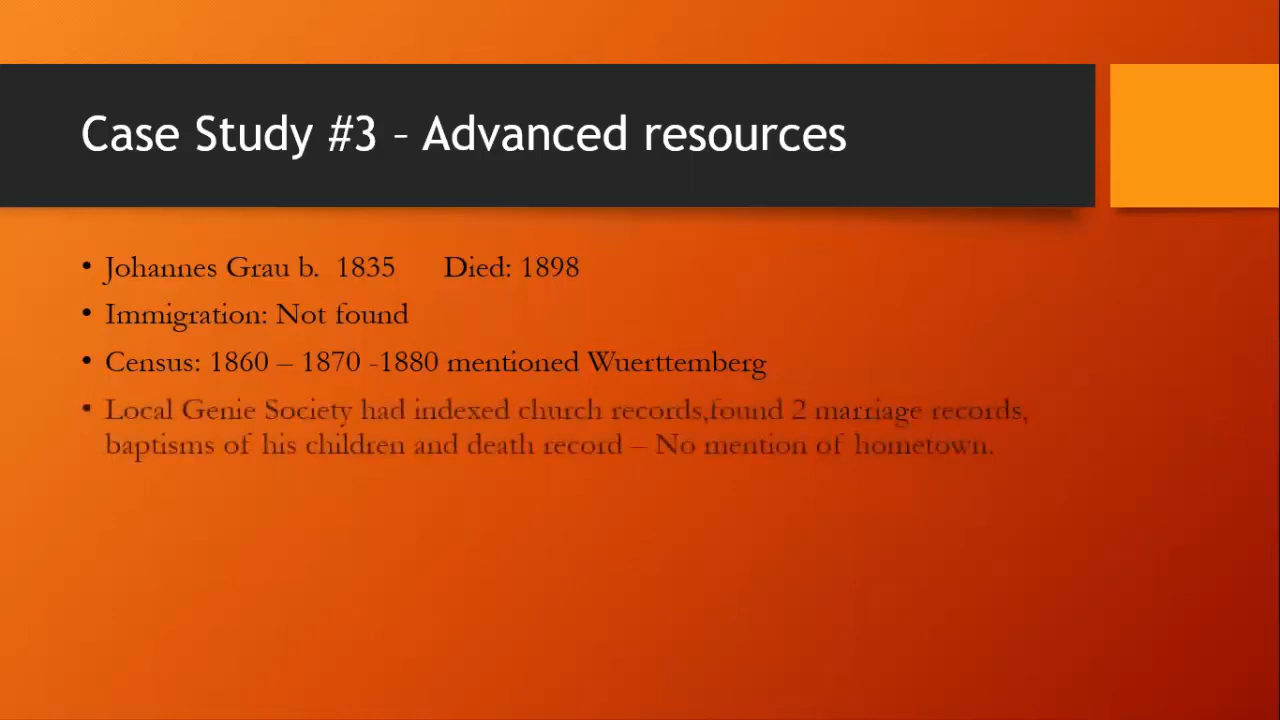 Case Study #3 – Advanced resources
• Johannes Grau b. 1835 Died: 1898
• Immigration: Not found
• Census: 1860 – 1870 -1880 mentioned Wuerttemberg
• Local Genie Society had indexed church records,found 2 marriage records,
baptisms of his children and death record – No mention of hometown.